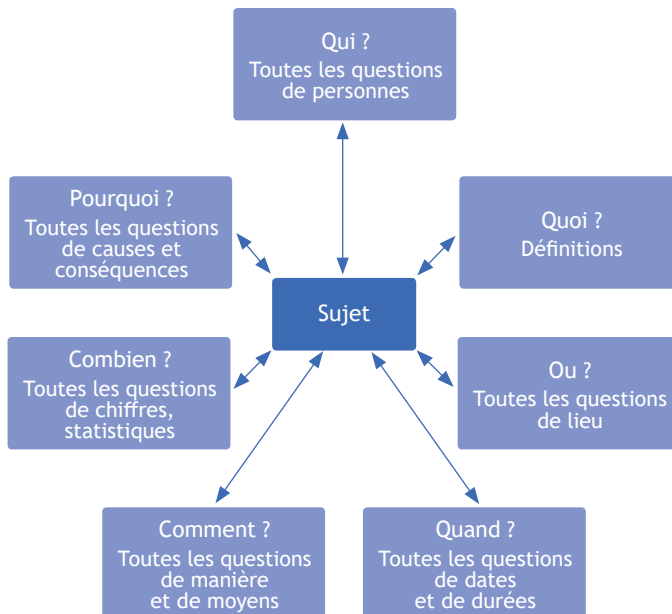 Qui ?
Toutes les questions
de personnes
Pourquoi ?
Toutes les questions
de causes et
conséquences
Quoi ?
Définitions
Sujet
Combien ?
Toutes les questions
de chiffres,
statistiques
Ou ?
Toutes les questions
de lieu
Comment ?
Toutes les questions
de manière
et de moyens
Quand ?
Toutes les questions
de dates
et de durées